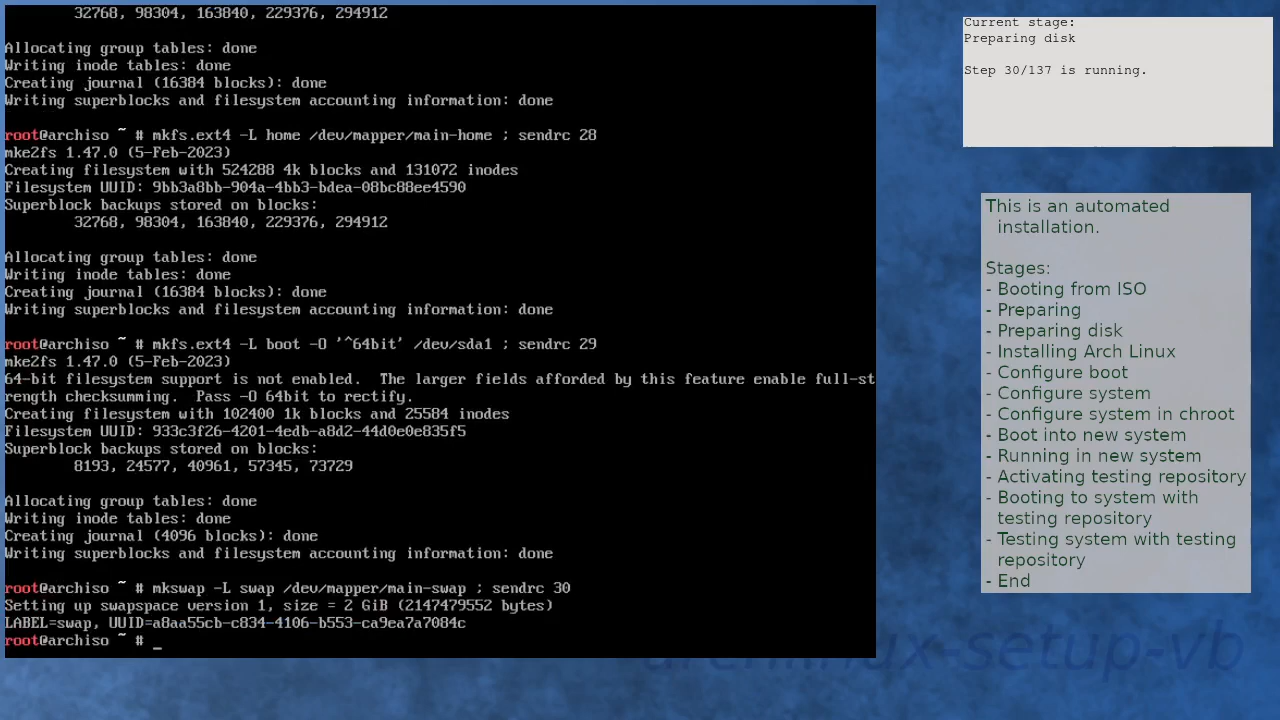 32768, 98304, 163840, 229376, 294912
Allocating group tables: done
Writing inode tables: done
Creating journal (16384 blocks): done
Writing superblocks and filesystem accounting information: done
root@archiso ~ # mkfs.ext4 -L home /dev/mapper/main-home ; sendrc 28
mke2fs 1.47.0 (5-Feb-2023)
Creating filesystem with 524288 4k blocks and 131072 inodes
Filesystem UUID: 9bb3a8bb-904a-4bb3-bdea-08bc88ee4590
Superblock backups stored on blocks:
        32768, 98304, 163840, 229376, 294912
Allocating group tables: done
Writing inode tables: done
Creating journal (16384 blocks): done
Writing superblocks and filesystem accounting information: done
root@archiso ~ # mkfs.ext4 -L boot -O '^64bit' /dev/sda1 ; sendrc 29
mke2fs 1.47.0 (5-Feb-2023)
64-bit filesystem support is not enabled.  The larger fields afforded by this feature enable full-st
rength checksumming.  Pass -O 64bit to rectify.
Creating filesystem with 102400 1k blocks and 25584 inodes
Filesystem UUID: 933c3f26-4201-4edb-a8d2-44d0e0e835f5
Superblock backups stored on blocks:
        8193, 24577, 40961, 57345, 73729
Allocating group tables: done
Writing inode tables: done
Creating journal (4096 blocks): done
Writing superblocks and filesystem accounting information: done
root@archiso ~ # mkswap -L swap /dev/mapper/main-swap ; sendrc 30
Setting up swapspace version 1, size = 2 GiB (2147479552 bytes)
LABEL=swap, UUID=a8aa55cb-c834-4106-b553-ca9ea7a7084c
root@archiso ~ # _
Current stage:
Preparing disk
Step 30/137 is running.
This is an automated
installation.
Stages:
- Booting from ISO
- Preparing
- Preparing disk
- Installing Arch Linux
- Configure boot
- Configure system
- Configure system in chroot
- Boot into new system
- Running in new system
- Activating testing repository
- Booting to system with
testing repository
- Testing system with testing
repository
- End